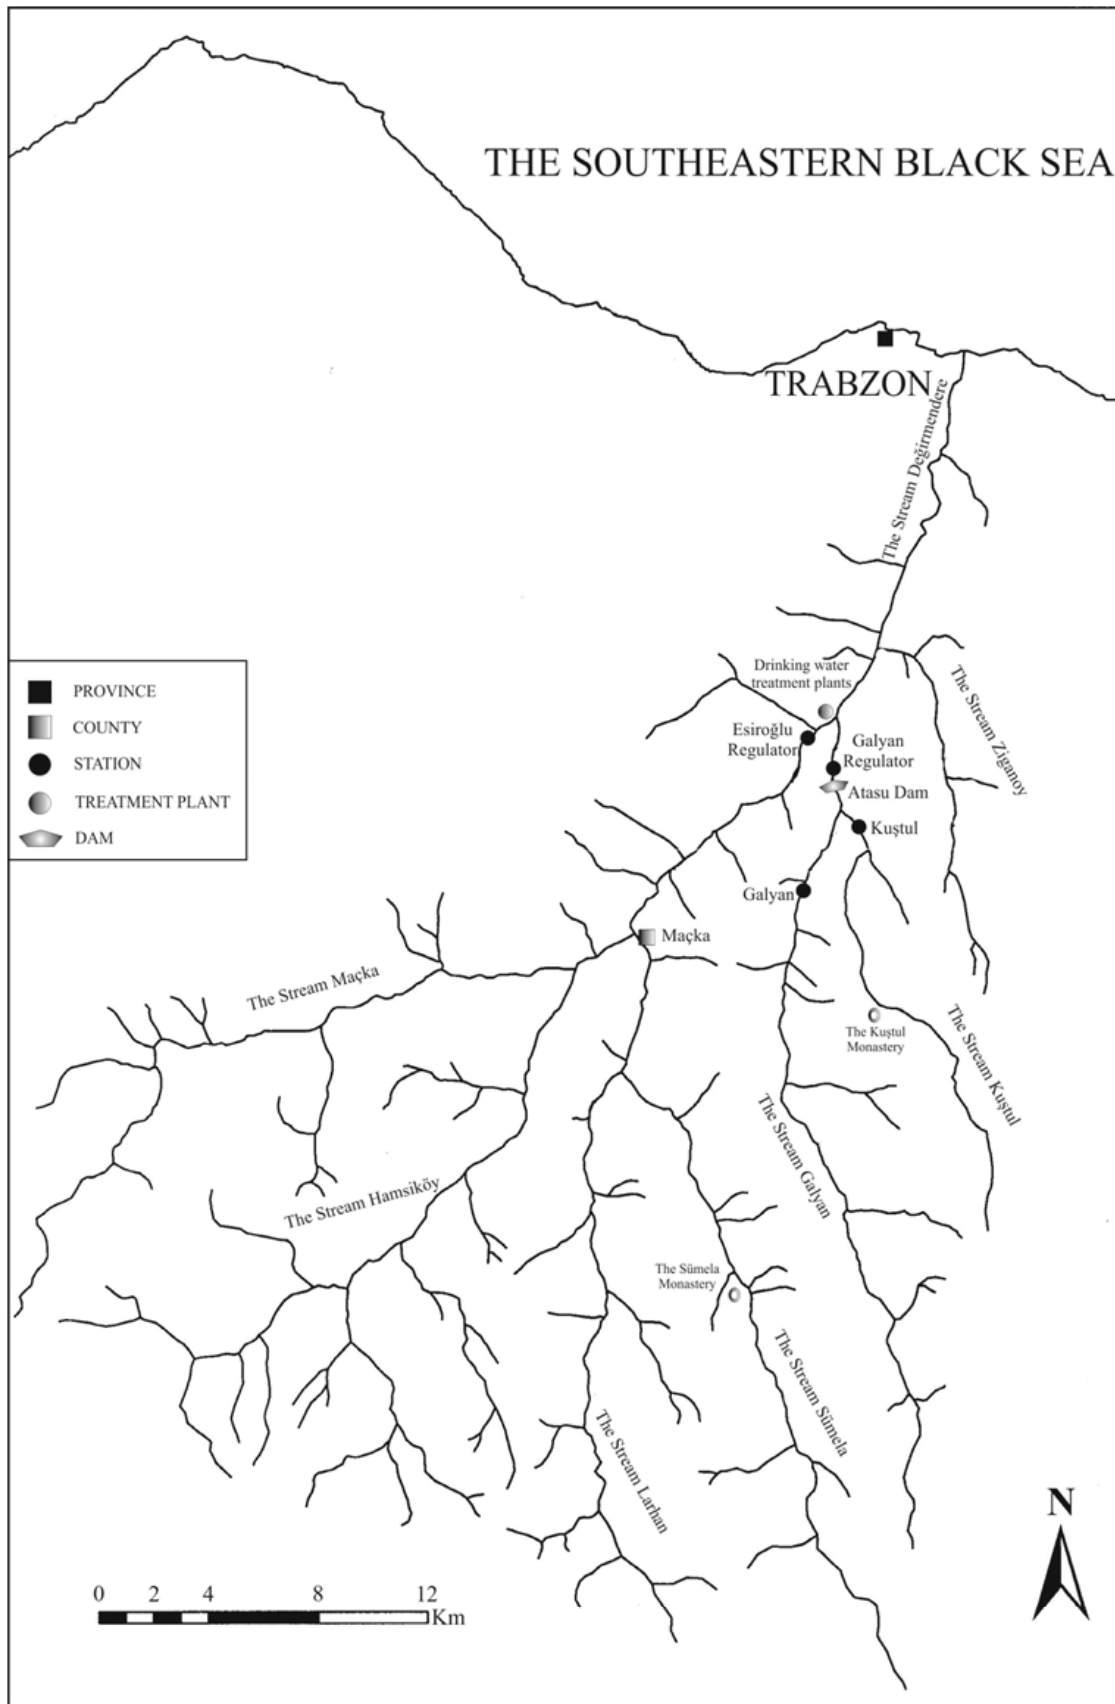 THE SOUTHEASTERN BLACK SEA
TRABZON
The Stream Değirmendere
Drinking water
treatment plants
The Stream Ziganoy
PROVINCE
COUNTY
STATION
TREATMENT PLANT
DAM
Esiroğlu
Regulator
Galyan
Regulator
Atasu Dam
Kuştul
Galyan
Maçka
The Stream Maçka
The Kuştul
Monastery
The Stream Kuştul
The Stream Galyan
The Stream Hamsiköy
The Sümela
Monastery
The Stream Sümela
The Stream Larhan
N
0 2 4 8 12
Km